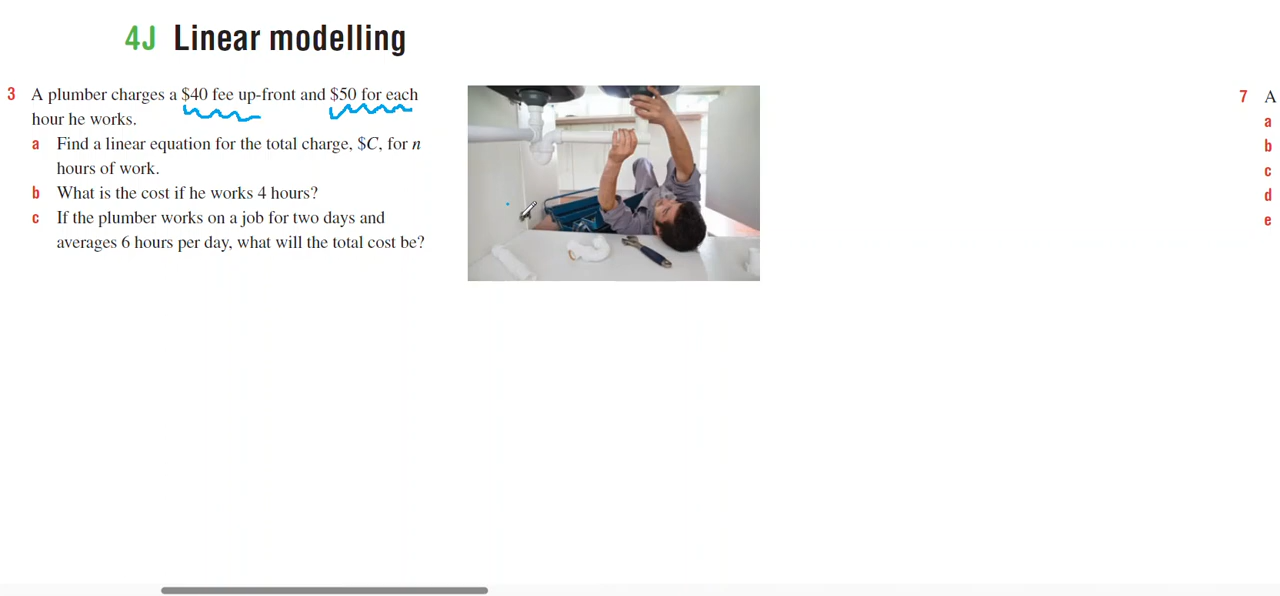 4J Linear modelling
3 A plumber charges a $40 fee up-front and $50 for each
hour he works.
a Find a linear equation for the total charge, $C, for n
hours of work.
b What is the cost if he works 4 hours?
c If the plumber works on a job for two days and
averages 6 hours per day, what will the total cost be?
7 A
a
b
c
d
e